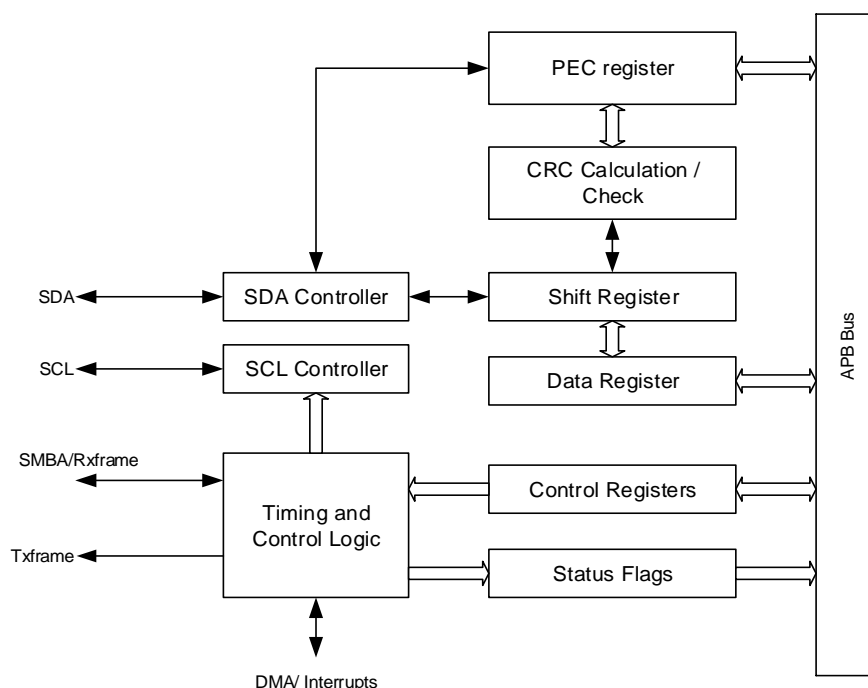 PEC register
CRC Calculation /
Check
SDA
SDA Controller
Shift Register
SCL
SCL Controller
Data Register
APB Bus
SMBA/Rxframe
Timing and
Control Logic
Control Registers
Txframe
Status Flags
DMA/ Interrupts